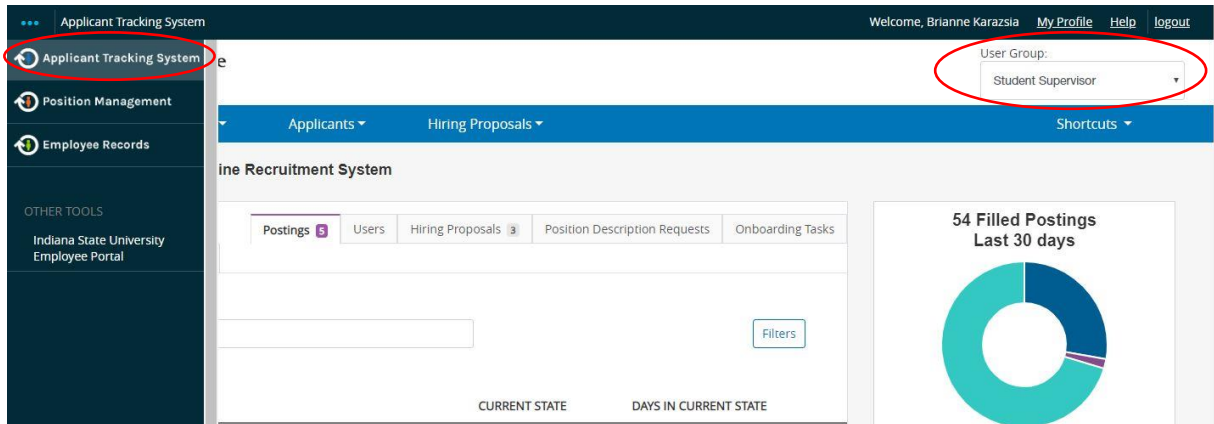 Applicant Tracking System
Welcome, Brianne Karazsia My Profile Help logout
Applicant Tracking System
e
User Group:
Student Supervisor
Position Management
Applicants
Hiring Proposals
Shortcuts
Employee Records
ine Recruitment System
OTHER TOOLS
Indiana State University
Employee Portal
Postings 5 Users Hiring Proposals 3 Position Description Requests Onboarding Tasks
54 Filled Postings
Last 30 days
Filters
CURRENT STATE DAYS IN CURRENT STATE